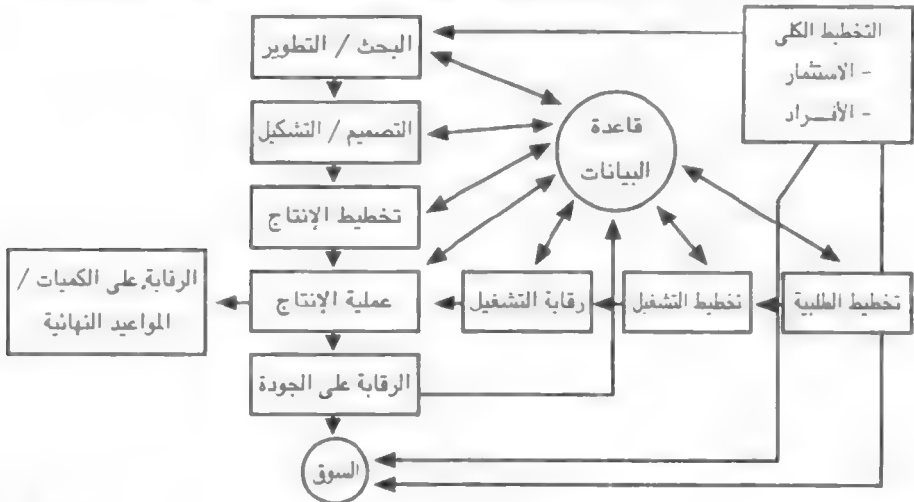 التخطيط الكلى
- الاستثمار
- الأفــراد
البحث / التطوير
قاعدة
البيانات
التصميم / التشكيل
تخطيط الإنتاج
الرقابة على الكميات /
المواعيد النهائية
عملية الإنتاج
رقابة التشغيل
تخطيط التشغيل
تخطيط الطلبية
الرقابة على الجودة
السوق